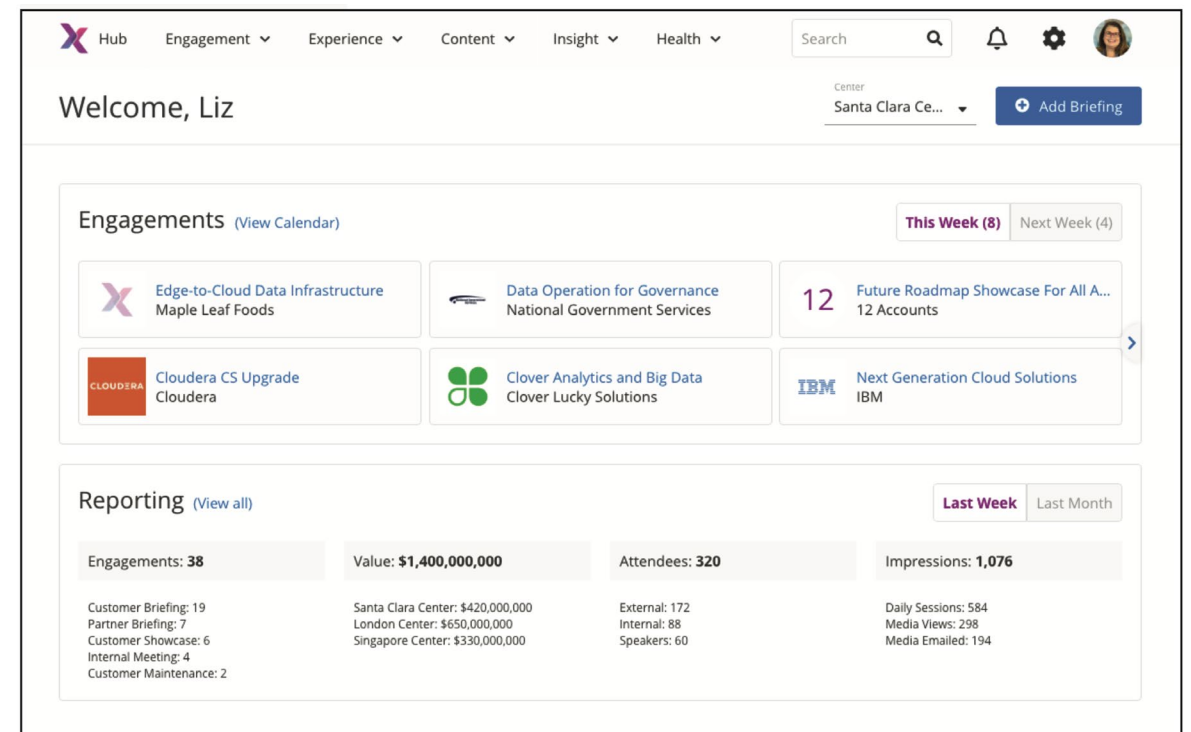 Hub Engagement Experience Content Insight Health Search
Center
Welcome, Liz Santa Clara Ce... Add Briefing
Engagements (View Calendar) This Week (8) Next Week (4)
Edge-to-Cloud Data Infrastructure
Maple Leaf Foods
Data Operation for Governance
National Government Services
12
Future Roadmap Showcase For All A...
12 Accounts
CLOUDERA
Cloudera CS Upgrade
Cloudera
Clover Analytics and Big Data
Clover Lucky Solutions
IBM
Next Generation Cloud Solutions
IBM
Reporting (View all) Last Week Last Month
Engagements: 38
Customer Briefing: 19
Partner Briefing: 7
Customer Showcase: 6
Internal Meeting: 4
Customer Maintenance: 2
Value: $1,400,000,000
Santa Clara Center: $420,000,000
London Center: $650,000,000
Singapore Center: $330,000,000
Attendees: 320
External: 172
Internal: 88
Speakers: 60
Impressions: 1,076
Daily Sessions: 584
Media Views: 298
Media Emailed: 194